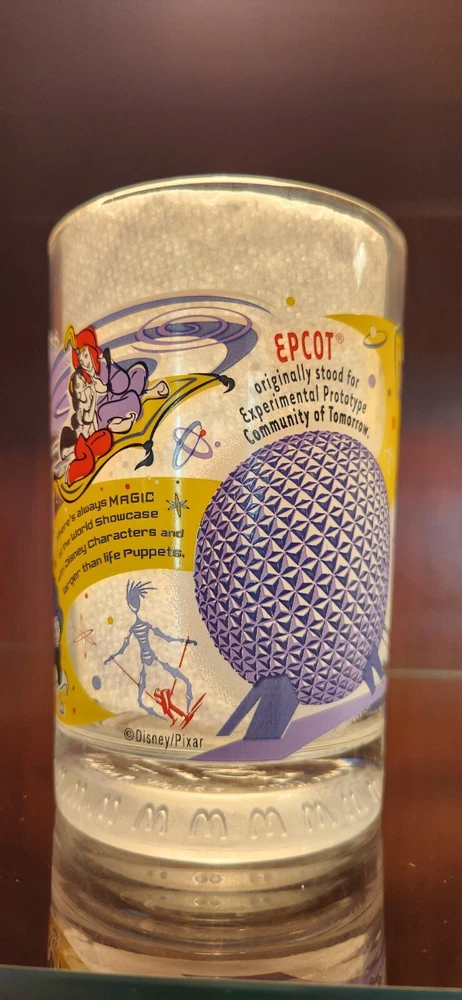 EPCOT®
originally stood for
Experimental Prototype
Community of Tomorrow.
There's always MAGIC
in the World Showcase
with Disney Characters and
larger than life Puppets.
©Disney/Pixar